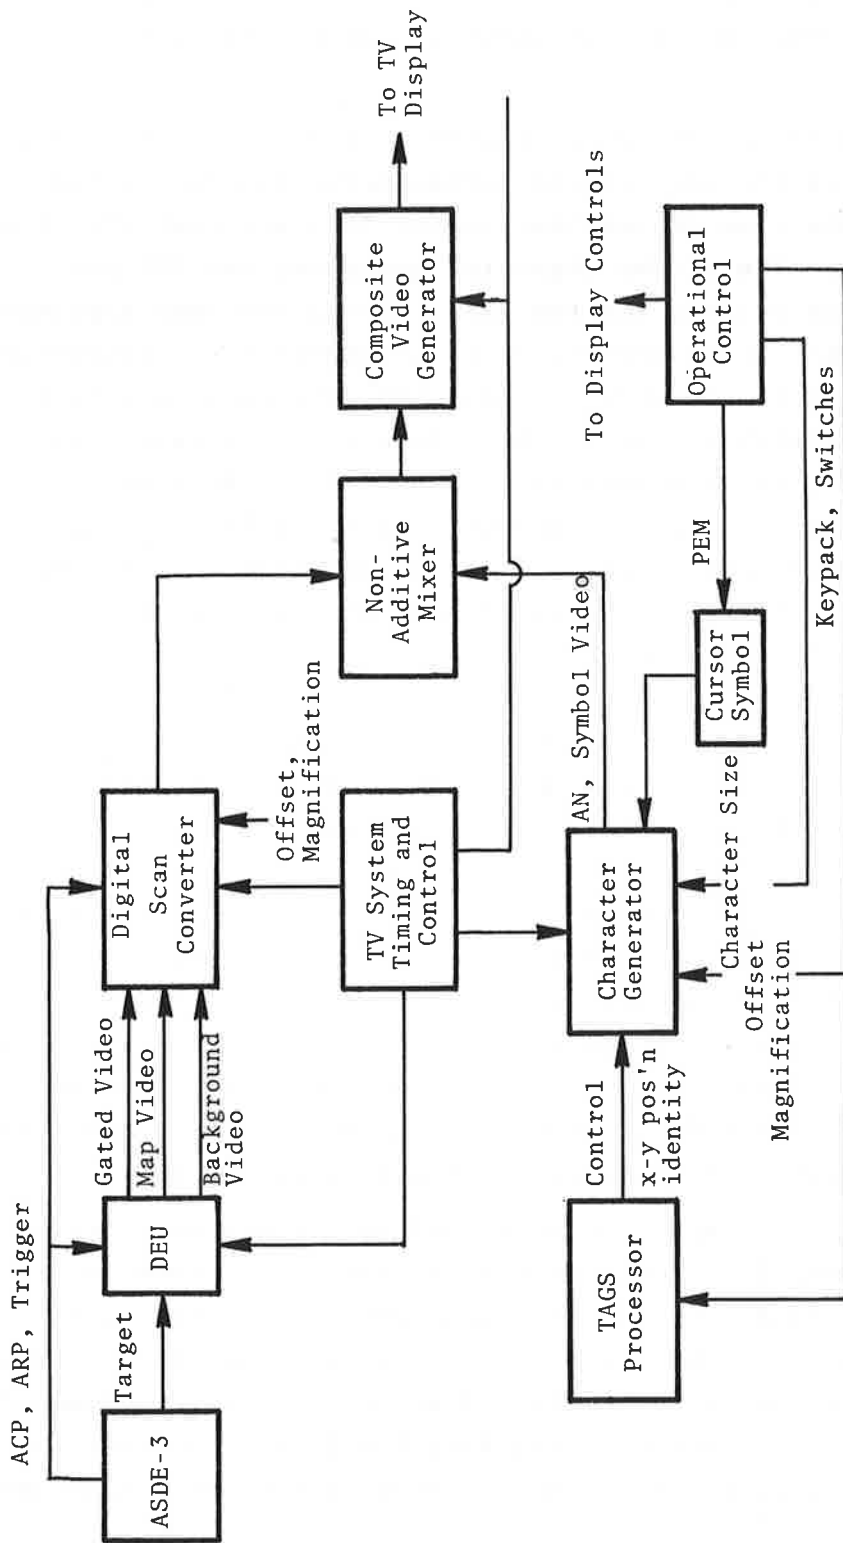 ACP, ARP, Trigger
ASDE-3
Target
DEU
Gated Video
Map Video
Background
Video
Digital
Scan
Converter
Offset,
Magnification
TV System
Timing and
Control
Non-
Additive
Mixer
Composite
Video
Generator
To TV
Display
TAGS
Processor
Control
x-y pos'n
identity
Character
Generator
AN, Symbol Video
Character Size
Offset
Magnification
Cursor
Symbol
PEM
To Display Controls
Operational
Control
Keypack, Switches